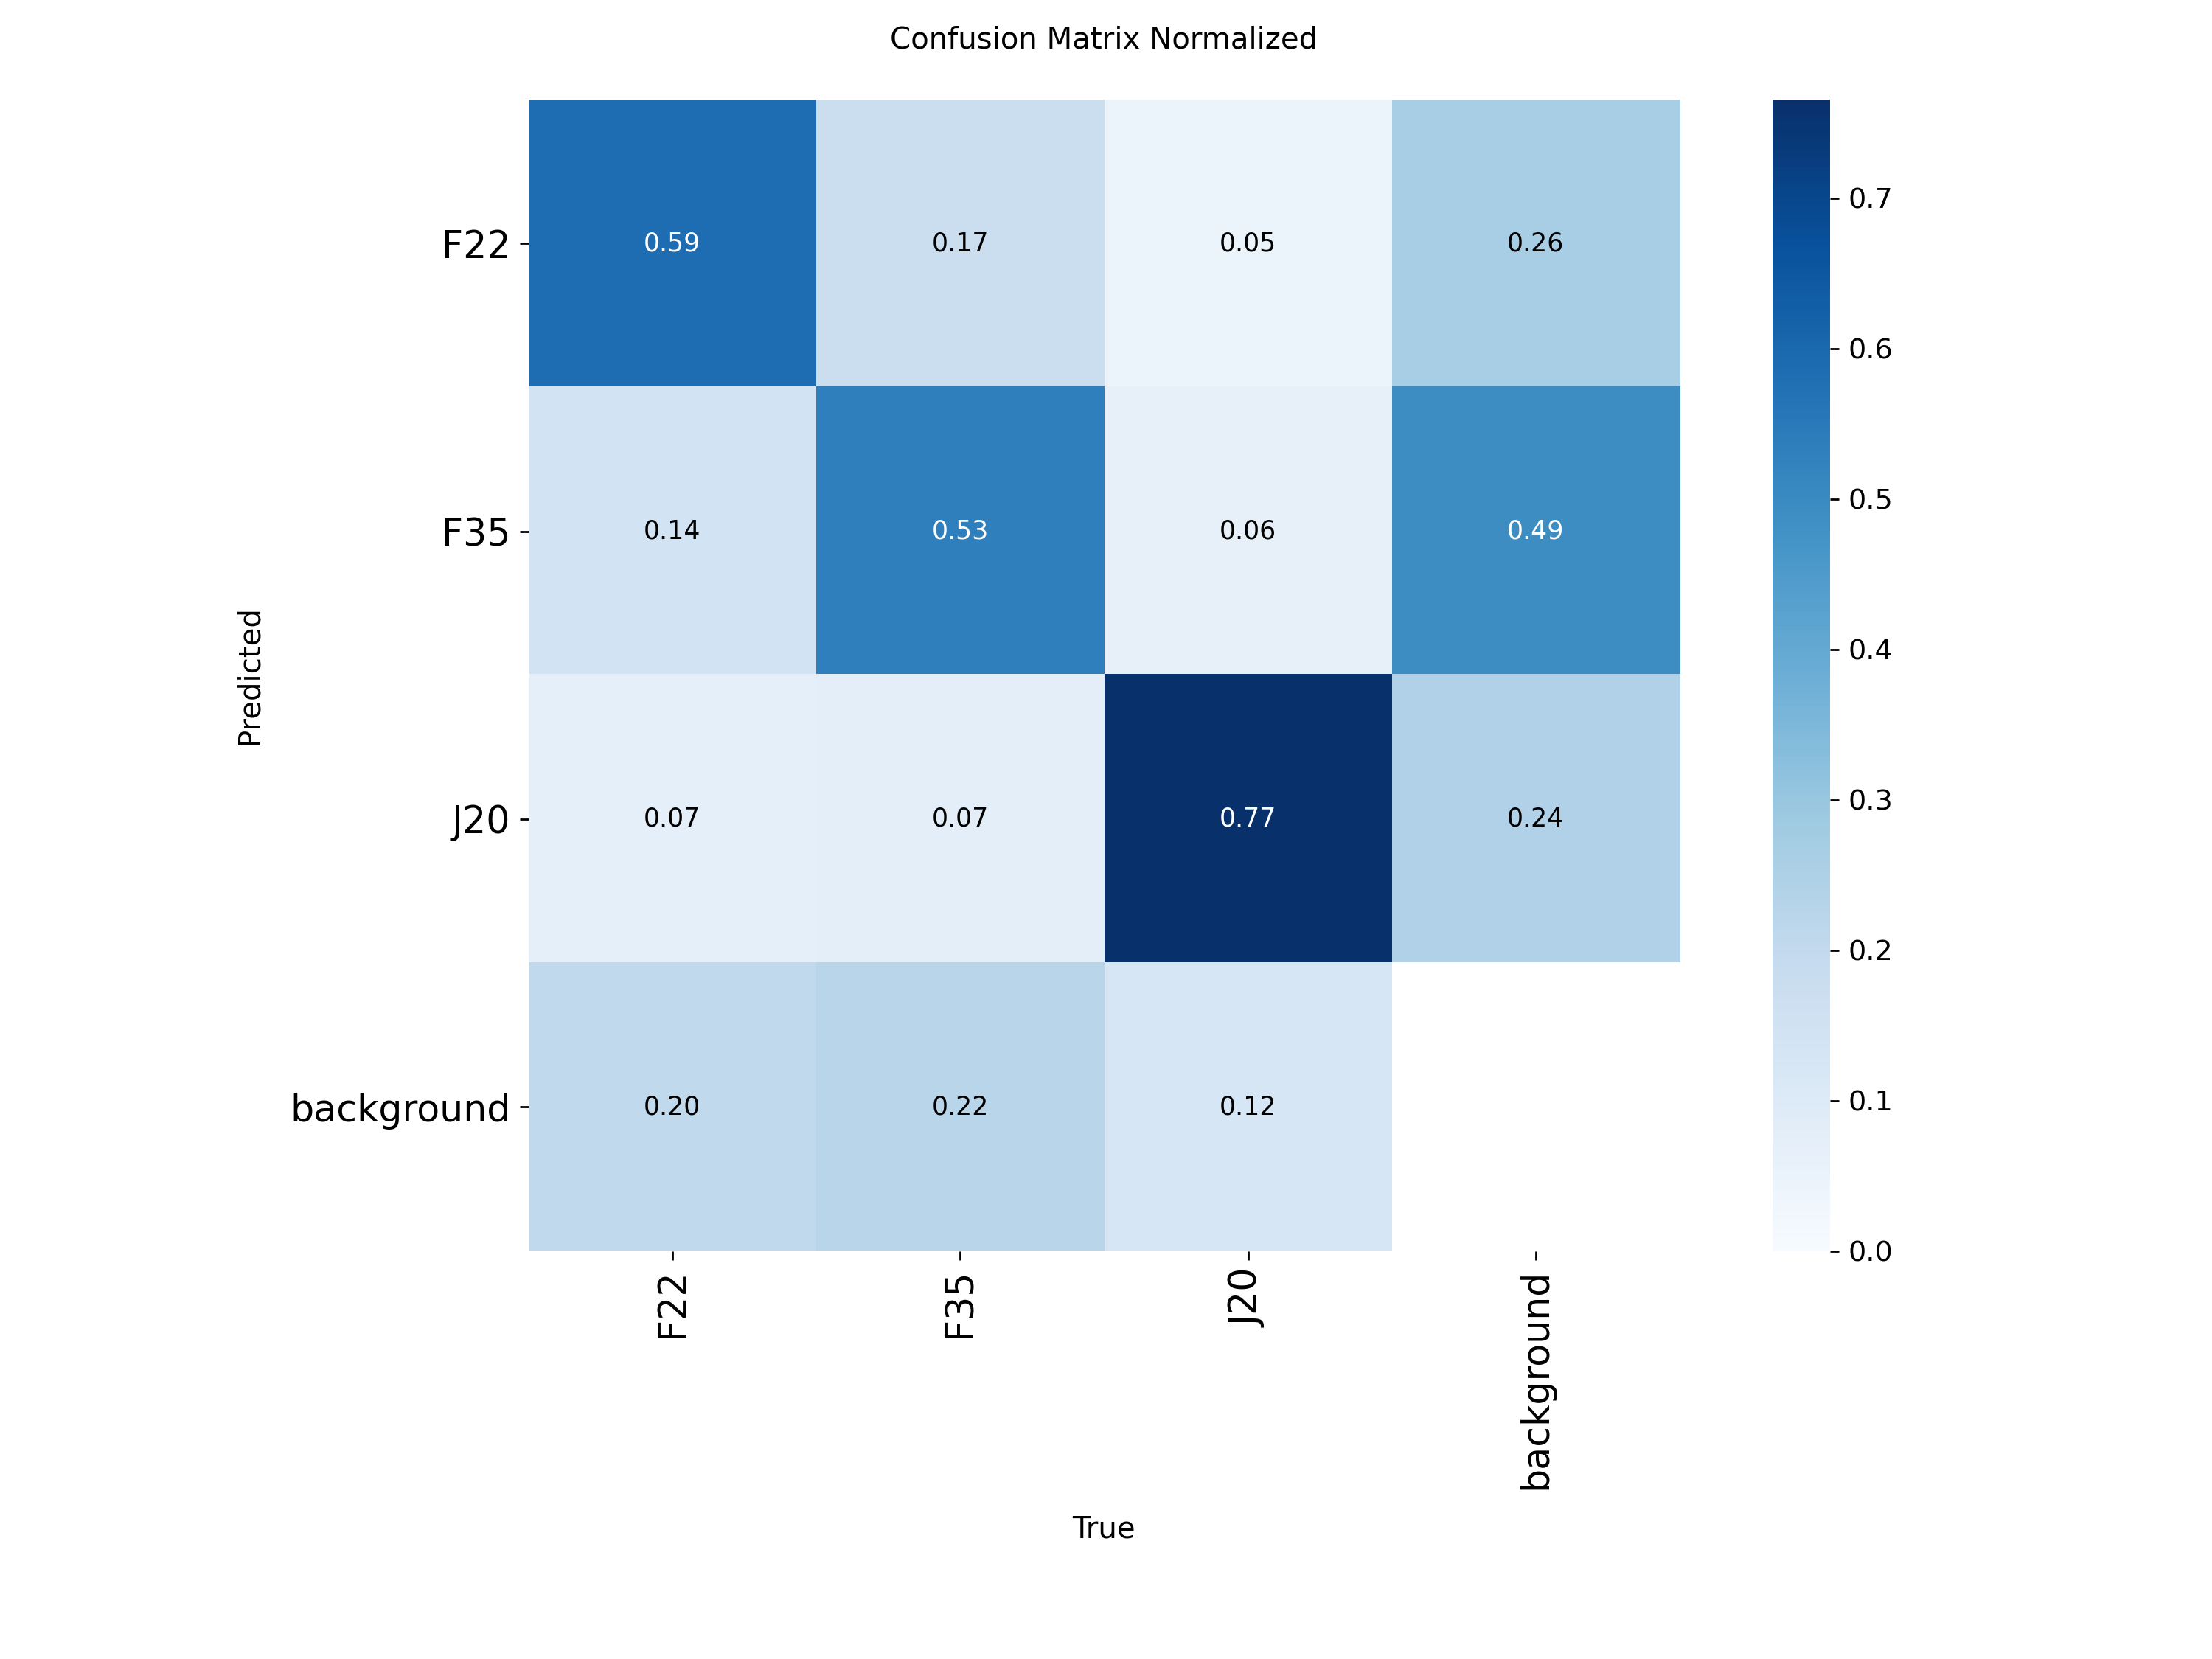 Confusion Matrix Normalized
F22 0.59 0.17 0.05 0.26
F35 0.14 0.53 0.06 0.49
J20 0.07 0.07 0.77 0.24
background 0.20 0.22 0.12
Predicted
F22 F35 J20 background
True
0.7
0.6
0.5
0.4
0.3
0.2
0.1
0.0